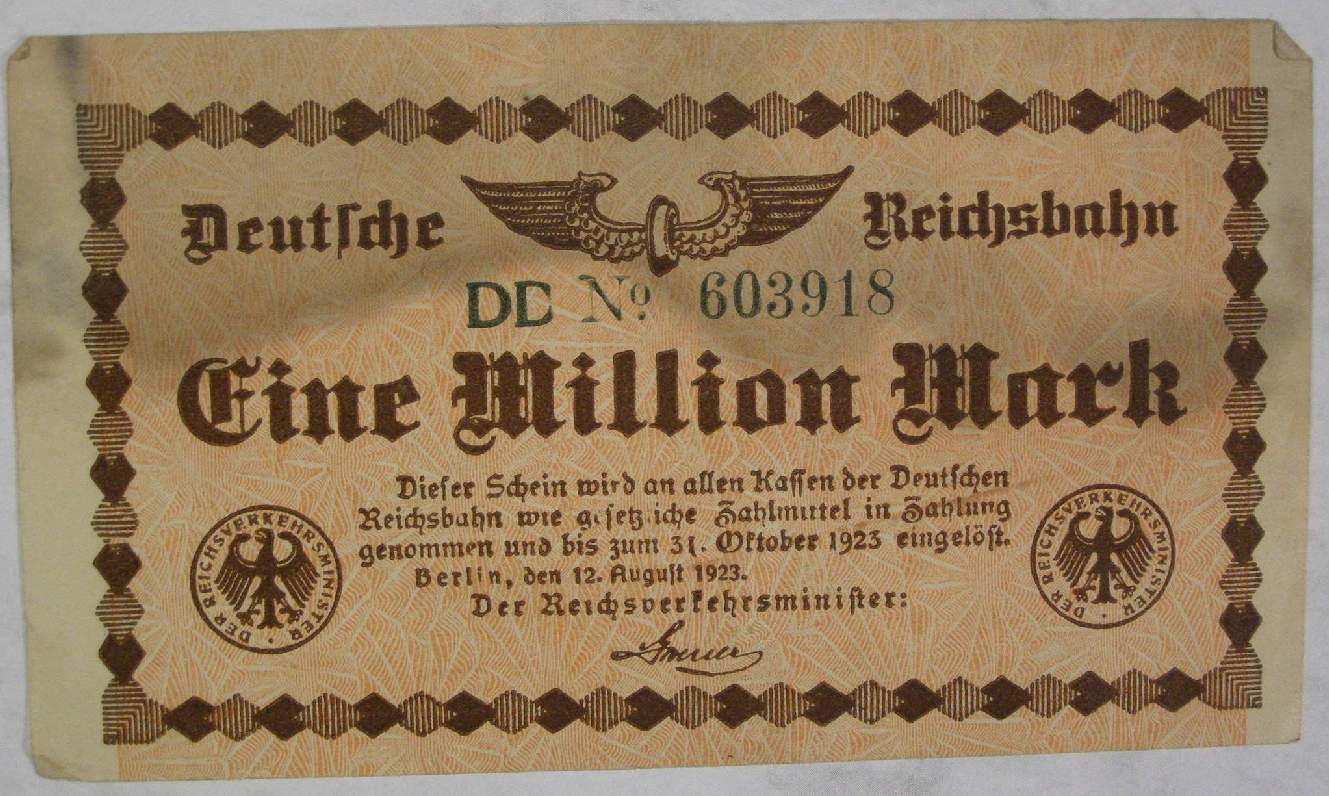 Deutsche Reichsbahn
DD No. 603918
Eine Million Mark
Dieser Schein wird an allen Kassen der Deutschen
Reichsbahn wie gesetzliche Zahlmittel in Zahlung
genommen und bis zum 31. Oktober 1923 eingelöst.
Berlin, den 12. August 1923.
Der Reichsverkehrsminister:
Groener
DER REICHSVERKEHRSMINISTER
DER REICHSVERKEHRSMINISTER